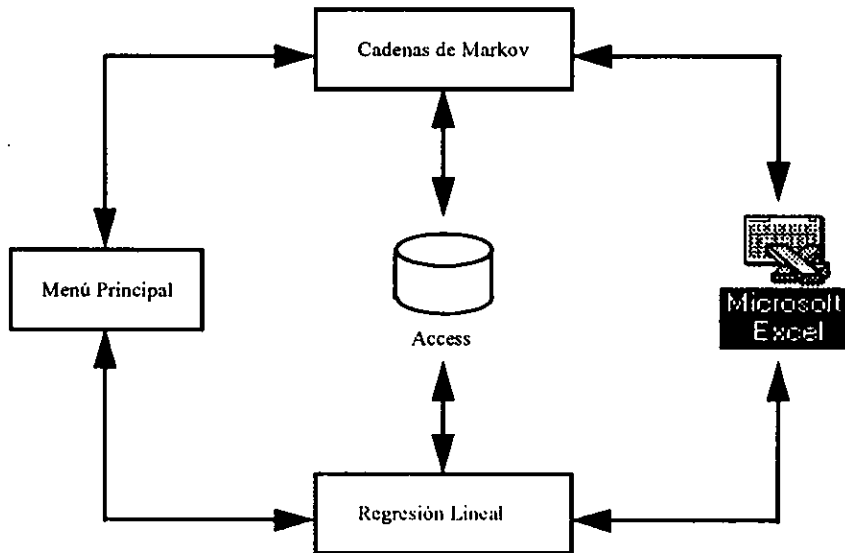 Cadenas de Markov
Menú Principal
Access
Microsoft
Excel
Regresión Lineal